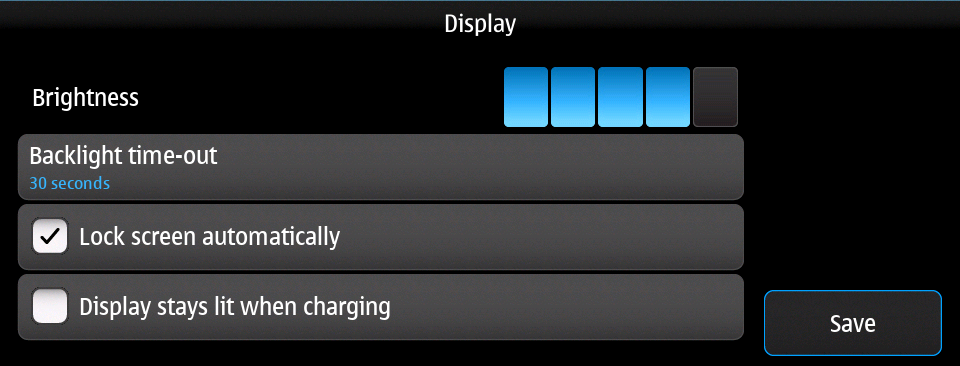 Display
Brightness
Backlight time-out
30 seconds
Lock screen automatically
Display stays lit when charging
Save